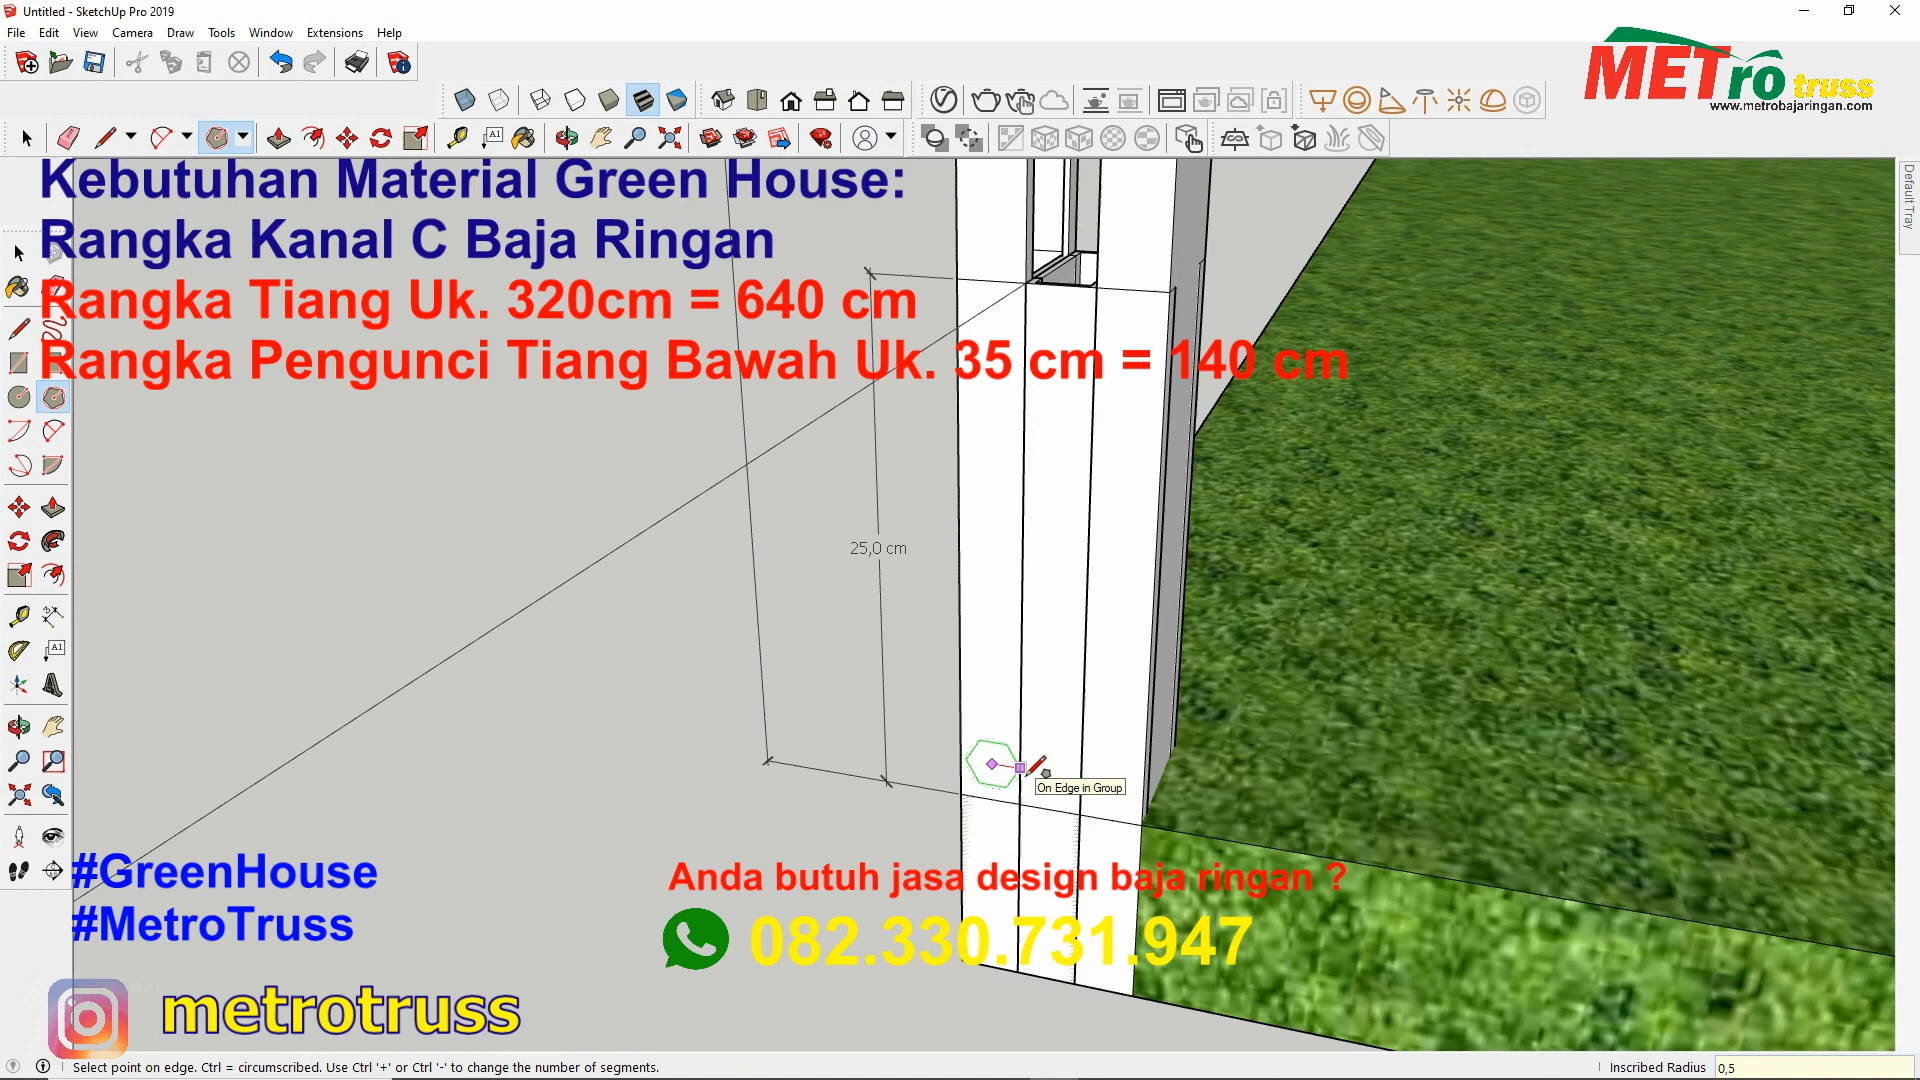 Untitled - SketchUp Pro 2019
File Edit View Camera Draw Tools Window Extensions Help
METro truss
www.metrobajaringan.com
A1
Default Tray
Kebutuhan Material Green House:
Rangka Kanal C Baja Ringan
Rangka Tiang Uk. 320cm = 640 cm
Rangka Pengunci Tiang Bawah Uk. 35 cm = 140 cm
25,0 cm
A1
On Edge in Group
#GreenHouse
#MetroTruss
Anda butuh jasa design baja ringan ?
082.330.731.947
metrotruss
Select point on edge. Ctrl = circumscribed. Use Ctrl '+' or Ctrl '-' to change the number of segments.
Inscribed Radius 0,5